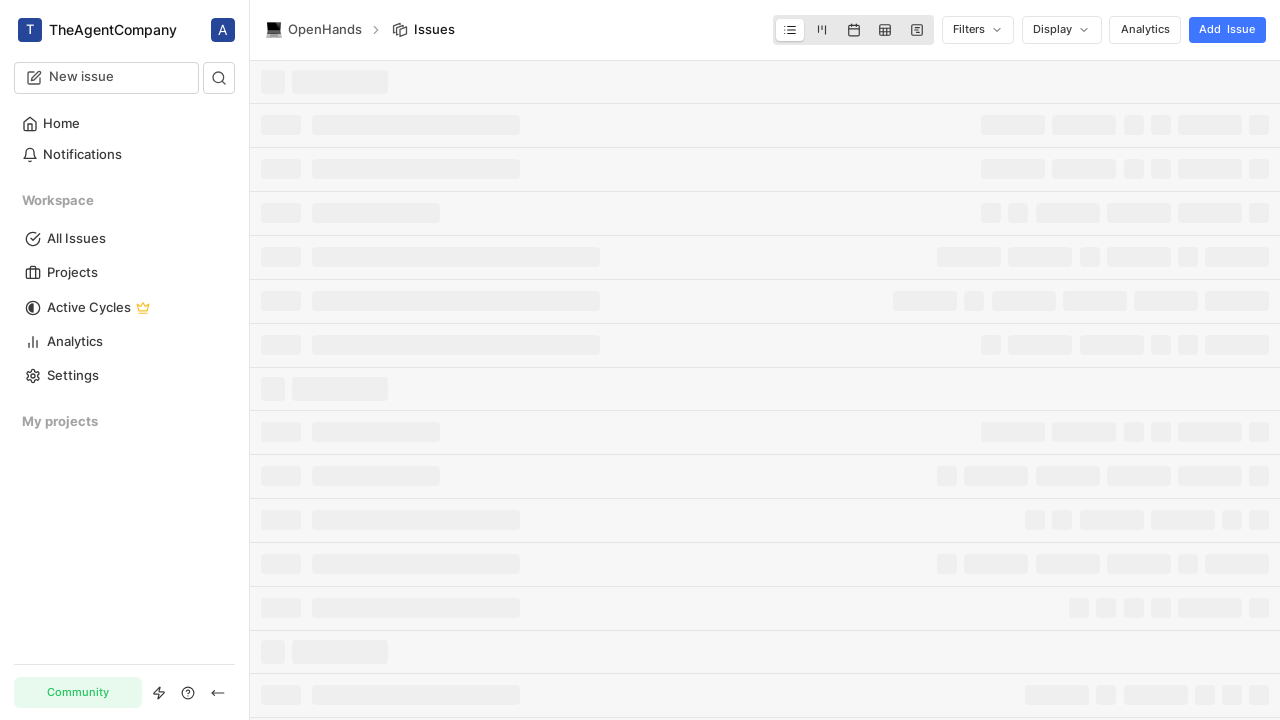 T TheAgentCompany A
OpenHands Issues
Filters Display Analytics Add Issue
New issue
Home
Notifications
Workspace
All Issues
Projects
Active Cycles
Analytics
Settings
My projects
Community